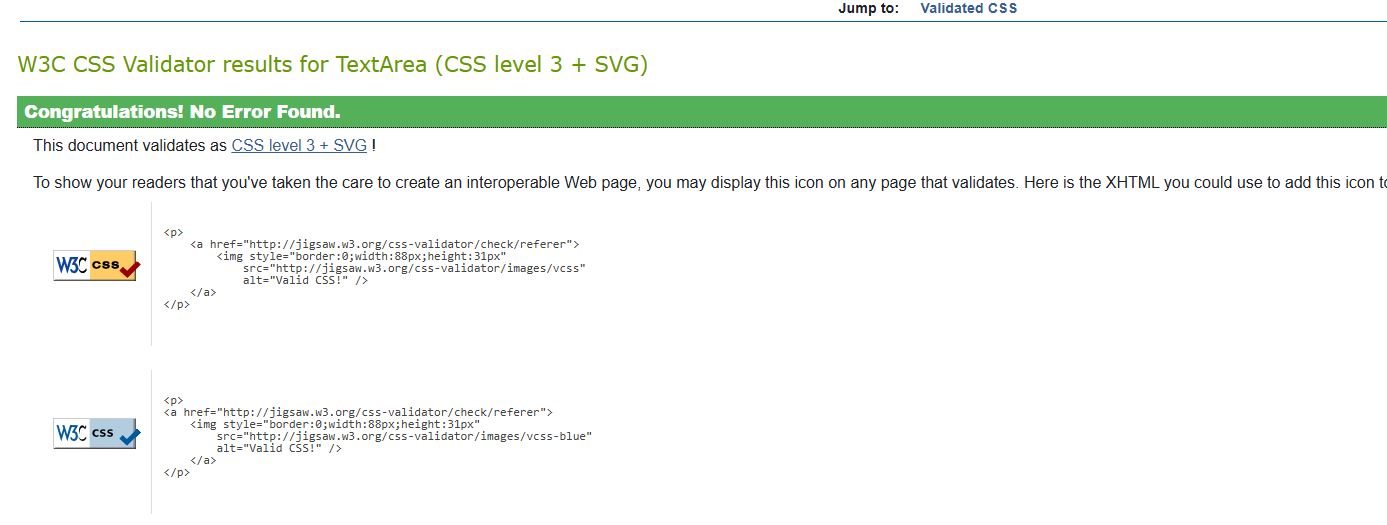 Jump to: Validated CSS
W3C CSS Validator results for TextArea (CSS level 3 + SVG)
Congratulations! No Error Found.
This document validates as CSS level 3 + SVG !
To show your readers that you've taken the care to create an interoperable Web page, you may display this icon on any page that validates. Here is the XHTML you could use to add this icon to
W3C css
<p>
<a href="http://jigsaw.w3.org/css-validator/check/referer">
<img style="border:0;width:88px;height:31px"
src="http://jigsaw.w3.org/css-validator/images/vcss"
alt="Valid CSS!" />
</a>
</p>
W3C css
<p>
<a href="http://jigsaw.w3.org/css-validator/check/referer">
<img style="border:0;width:88px;height:31px"
src="http://jigsaw.w3.org/css-validator/images/vcss-blue"
alt="Valid CSS!" />
</a>
</p>